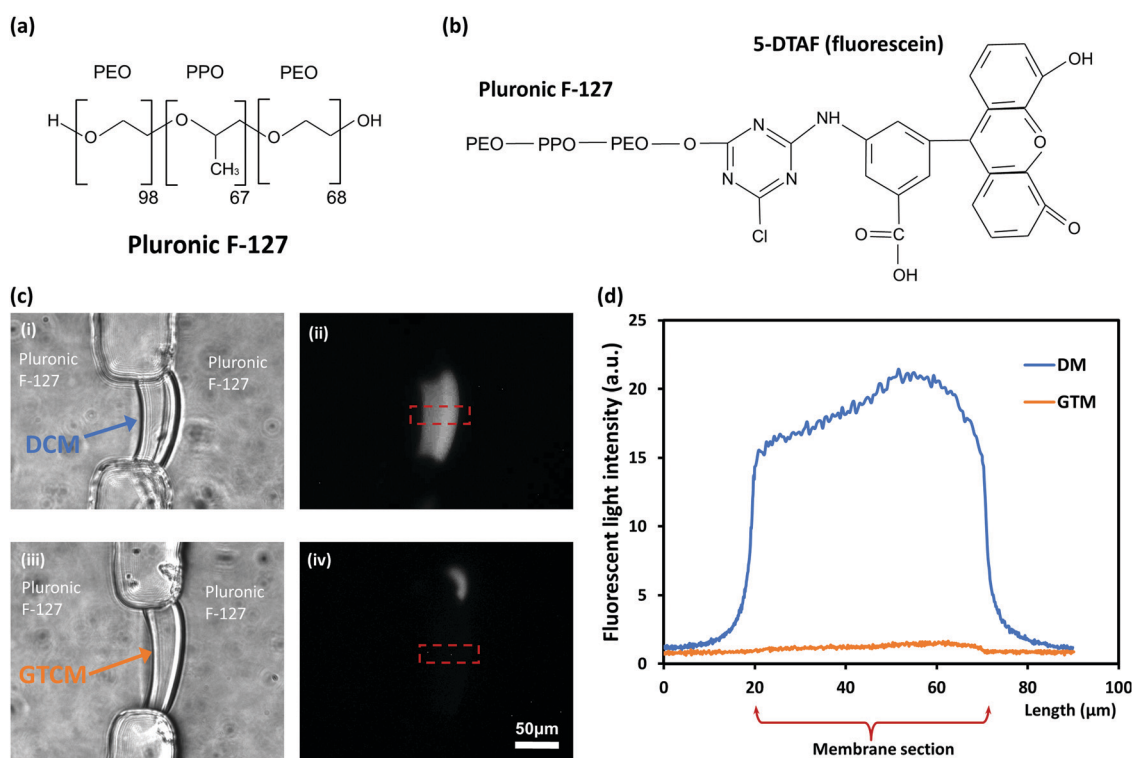 (a)
PEO PPO PEO
H O O O OH
CH₃
98 67 68
Pluronic F-127
(b)
5-DTAF (fluorescein)
Pluronic F-127
OH
PEO PPO PEO O N NH O
N N
Cl
O C
OH
O
(c)
(i)
Pluronic
F-127
Pluronic
F-127
DCM
(ii)
(iii)
Pluronic
F-127
Pluronic
F-127
GTCM
(iv)
50μm
(d)
Fluorescent light intensity (a.u.)
25
20
15
10
5
0
DM
GTM
0 20 40 60 80 100
Length (μm)
Membrane section